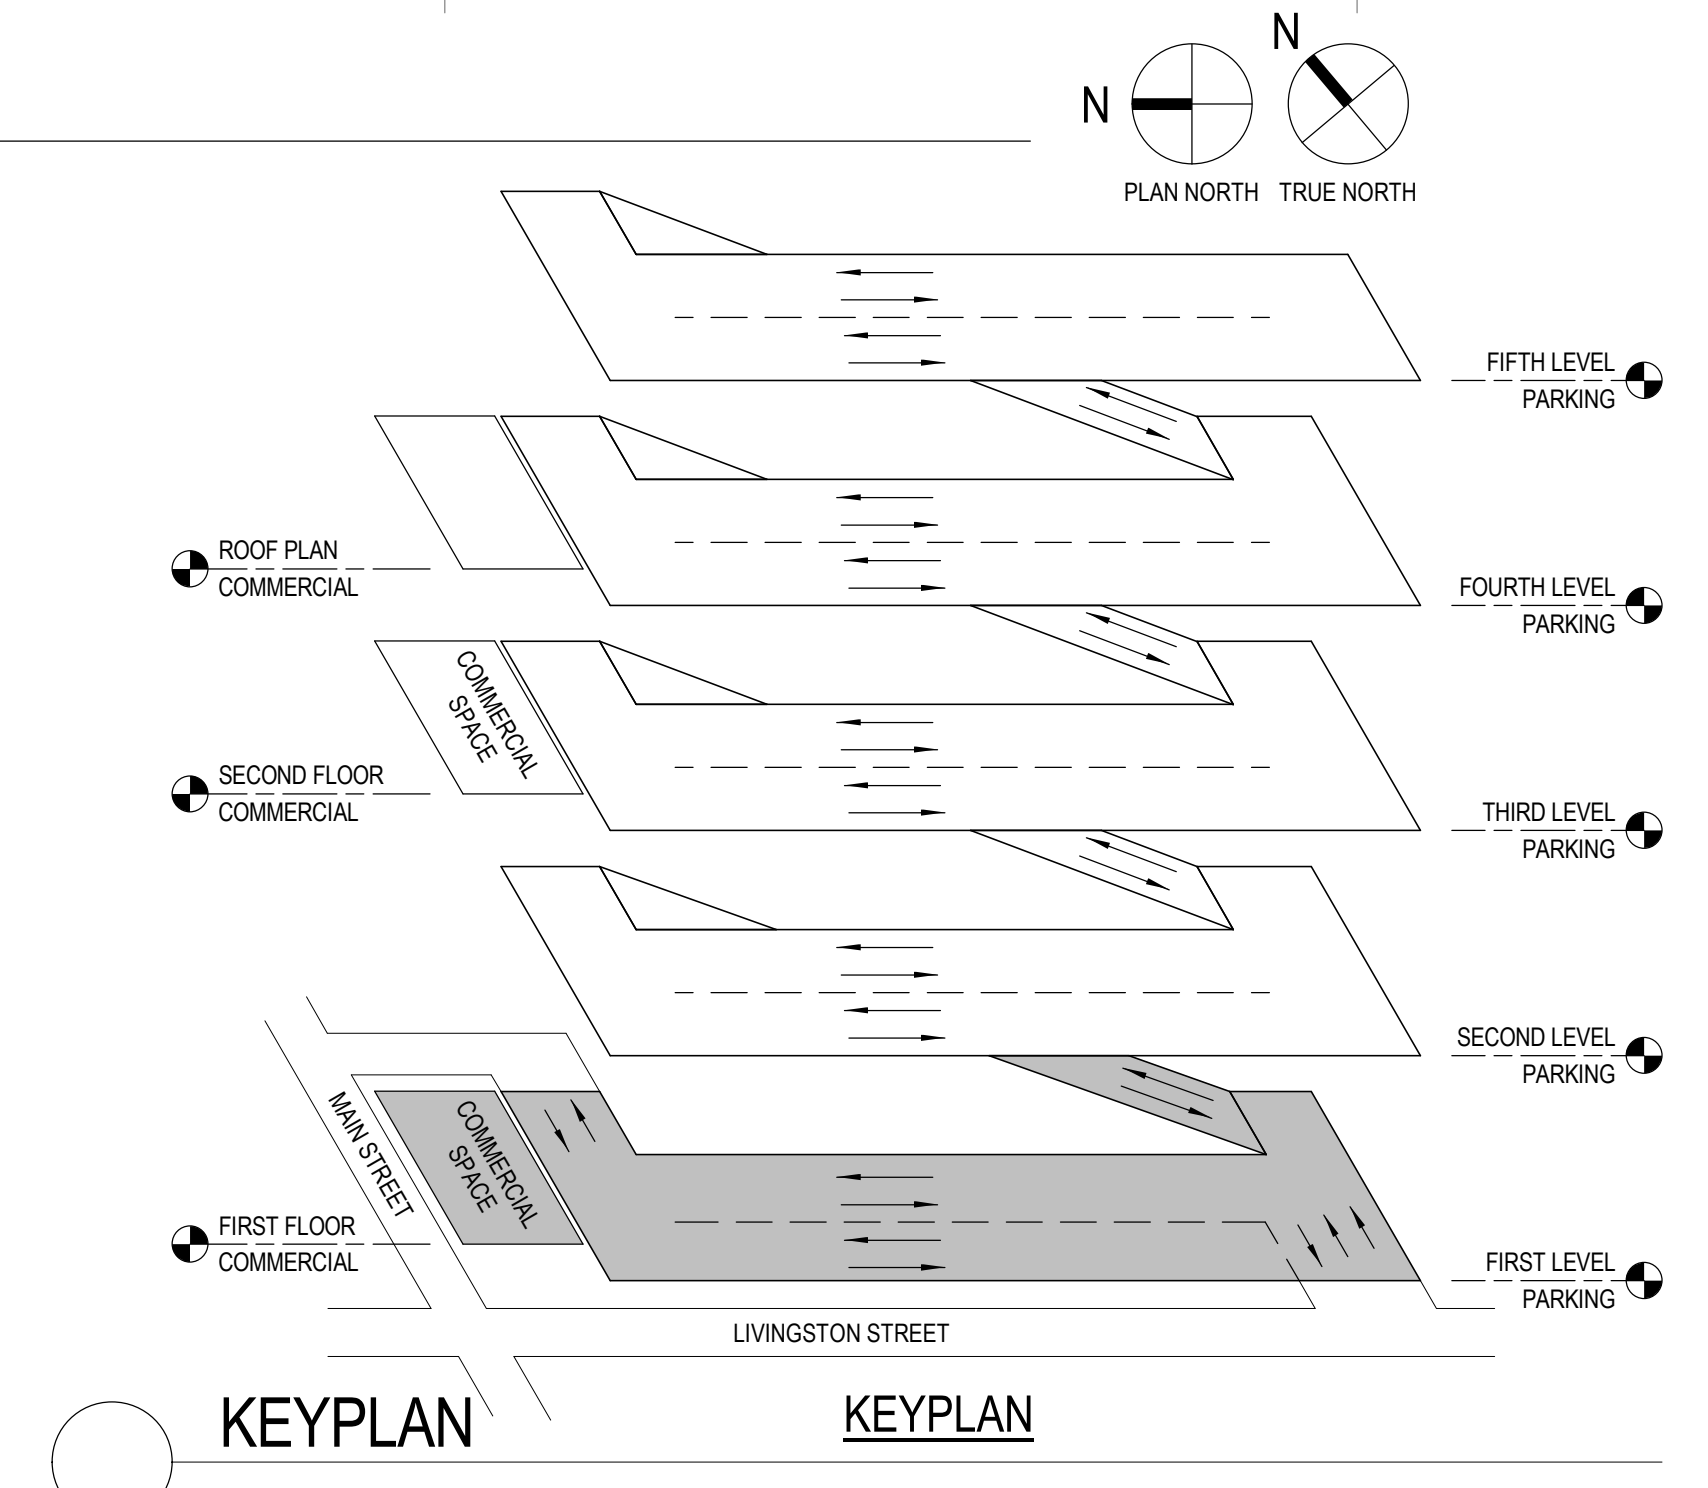 N
N
PLAN NORTH
TRUE NORTH
FIFTH LEVEL
PARKING
ROOF PLAN
COMMERCIAL
FOURTH LEVEL
PARKING
COMMERCIAL
SPACE
SECOND FLOOR
COMMERCIAL
THIRD LEVEL
PARKING
SECOND LEVEL
PARKING
MAIN STREET
COMMERCIAL
SPACE
FIRST FLOOR
COMMERCIAL
FIRST LEVEL
PARKING
LIVINGSTON STREET
KEYPLAN
KEYPLAN